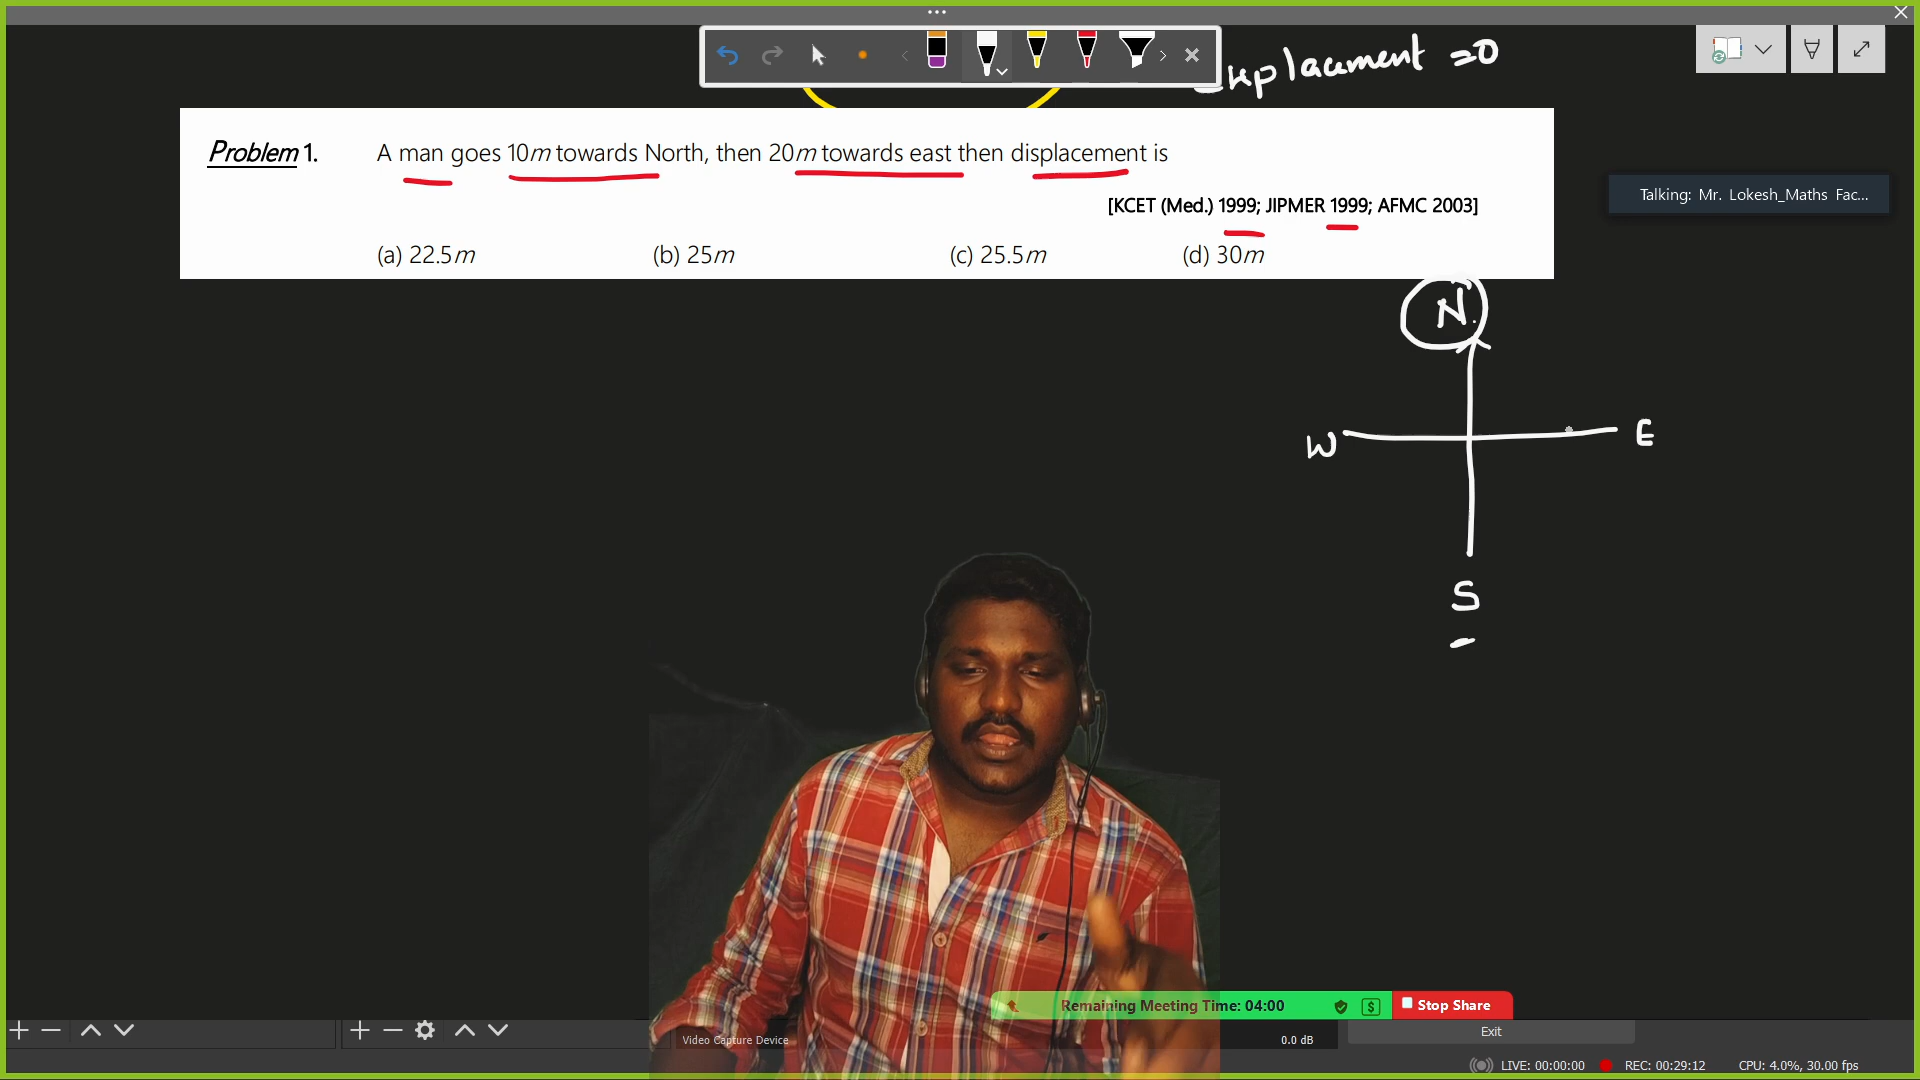 =0
Problem 1. A man goes 10m towards North, then 20m towards east then displacement is
[KCET (Med.) 1999; JIPMER 1999; AFMC 2003]
(a) 22.5m (b) 25m (c) 25.5m (d) 30m
Talking: Mr. Lokesh_Maths Fac...
N
W E
S
Remaining Meeting Time: 04:00 Stop Share
Exit
Video Capture Device 0.0 dB
LIVE: 00:00:00 REC: 00:29:12 CPU: 4.0%, 30.00 fps